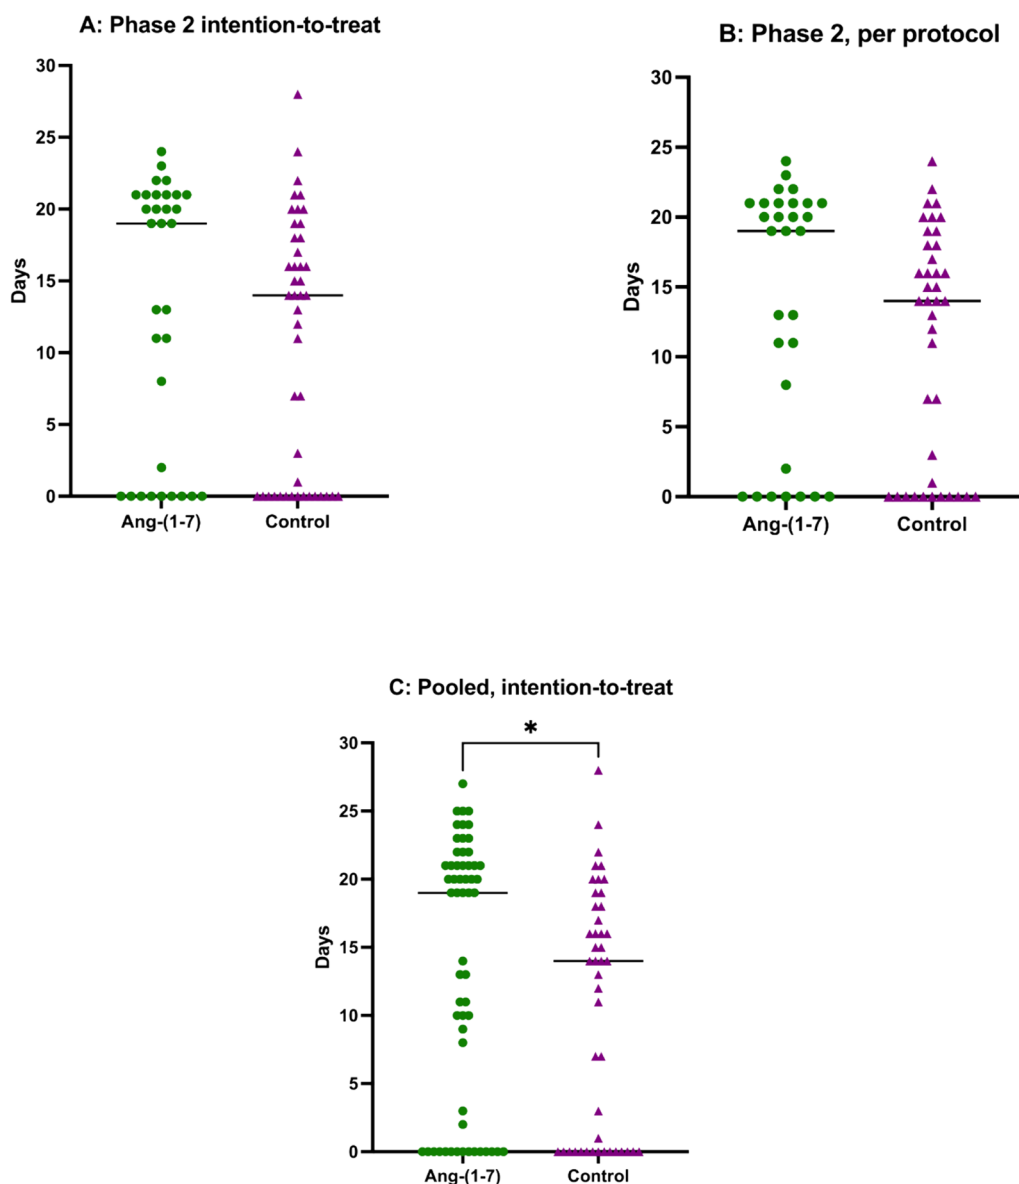 A: Phase 2 intention-to-treat
30
25
20
15
10
5
0
Days
Ang-(1-7) Control
B: Phase 2, per protocol
30
25
20
15
10
5
0
Days
Ang-(1-7) Control
C: Pooled, intention-to-treat
*
30
25
20
15
10
5
0
Days
Ang-(1-7) Control